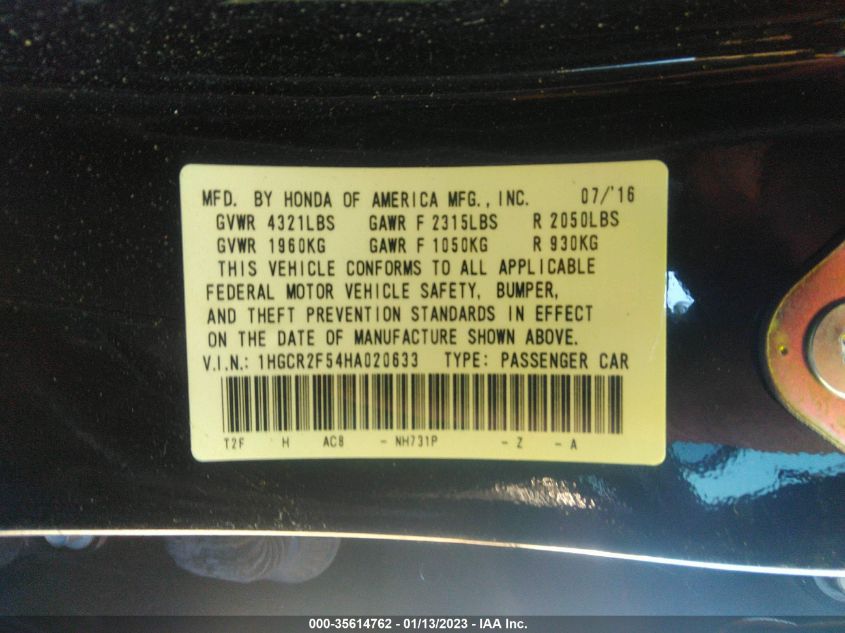 MFD. BY HONDA OF AMERICA MFG., INC. 07/'16
GVWR 4321LBS GAWR F 2315LBS R 2050LBS
GVWR 1960KG GAWR F 1050KG R 930KG
THIS VEHICLE CONFORMS TO ALL APPLICABLE
FEDERAL MOTOR VEHICLE SAFETY, BUMPER,
AND THEFT PREVENTION STANDARDS IN EFFECT
ON THE DATE OF MANUFACTURE SHOWN ABOVE.
V.I.N.: 1HGCR2F54HA020633 TYPE: PASSENGER CAR
T2F H AC8 - NH731P - Z - A
000-35614762 - 01/13/2023 - IAA Inc.